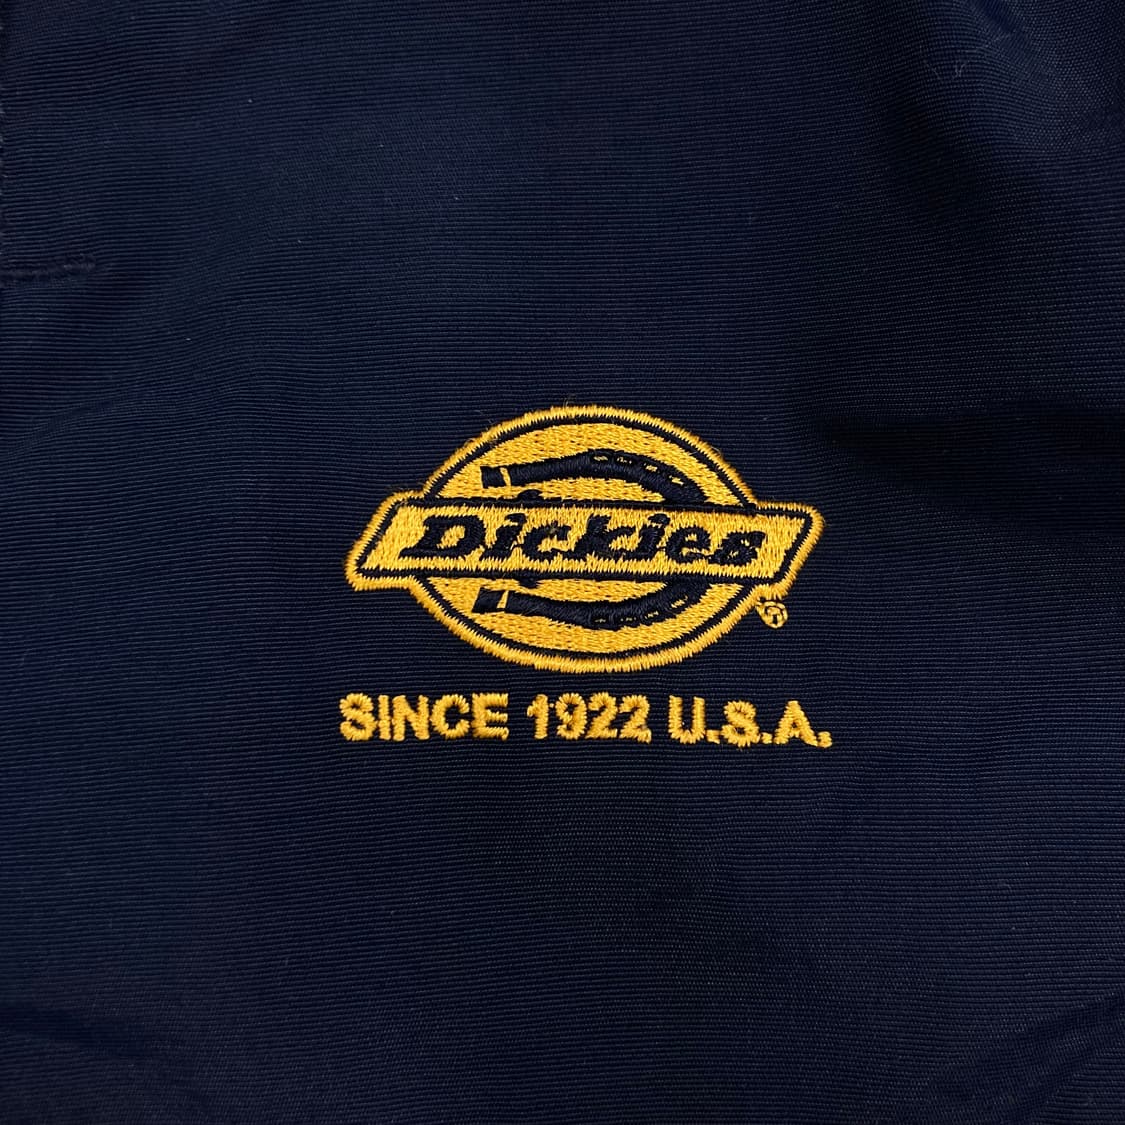 Dickies
®
SINCE 1922 U.S.A.